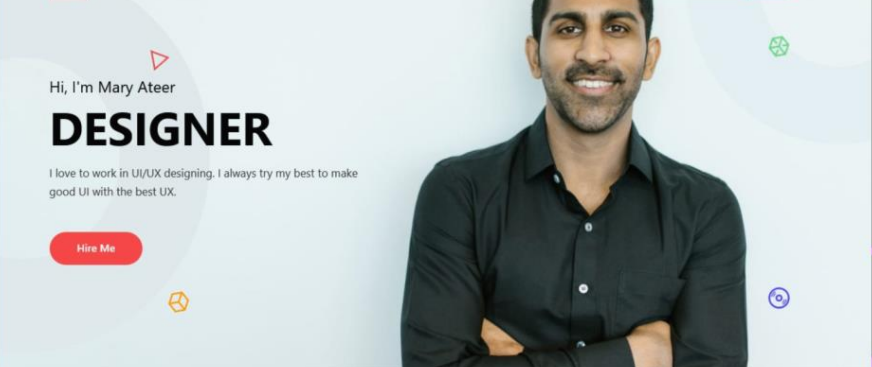 Hi, I'm Mary Ateer
DESIGNER
I love to work in UI/UX designing. I always try my best to make
good UI with the best UX.
Hire Me